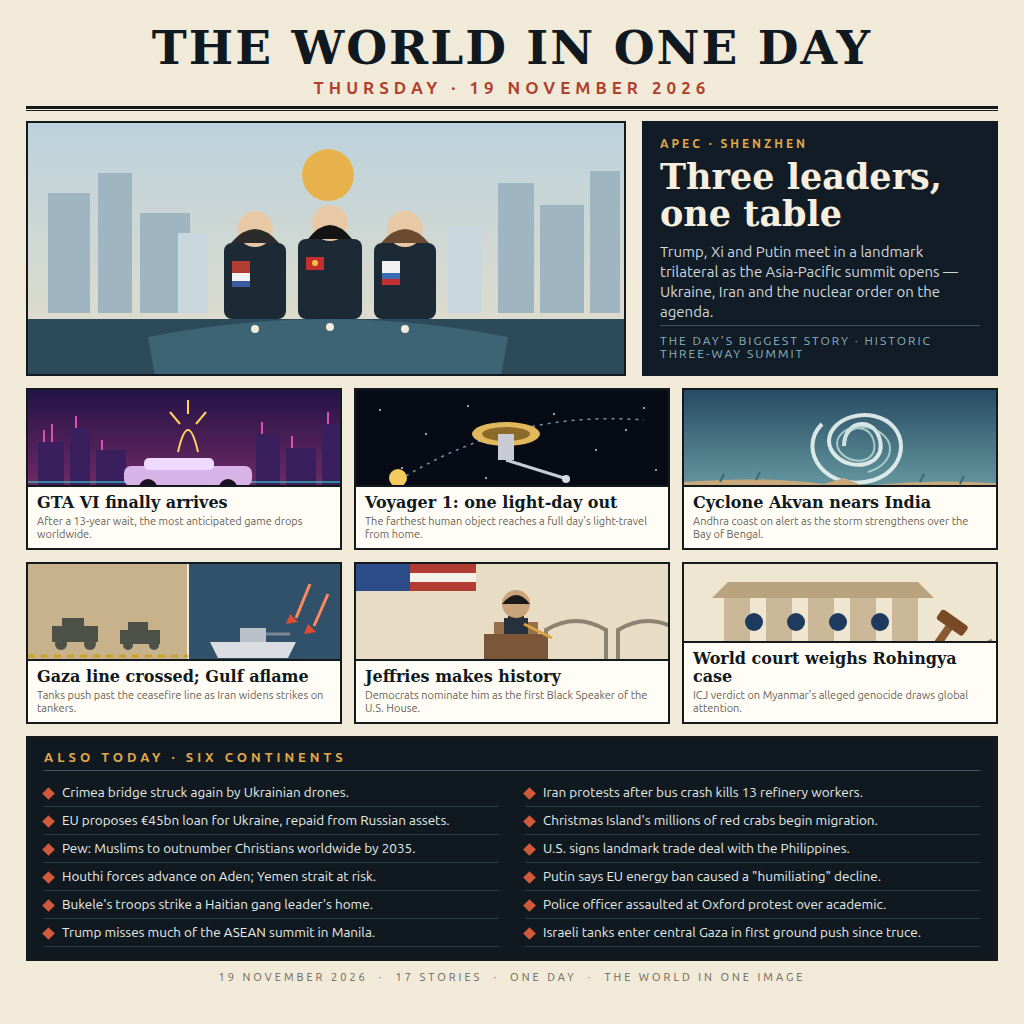 THE WORLD IN ONE DAY
THURSDAY · 19 NOVEMBER 2026
APEC · SHENZHEN
Three leaders,
one table
Trump, Xi and Putin meet in a landmark
trilateral as the Asia-Pacific summit opens —
Ukraine, Iran and the nuclear order on the
agenda.
THE DAY'S BIGGEST STORY · HISTORIC
THREE-WAY SUMMIT
GTA VI finally arrives
After a 13-year wait, the most anticipated game drops
worldwide.
Voyager 1: one light-day out
The farthest human object reaches a full day's light-travel
from home.
Cyclone Akvan nears India
Andhra coast on alert as the storm strengthens over the
Bay of Bengal.
Gaza line crossed; Gulf aflame
Tanks push past the ceasefire line as Iran widens strikes on
tankers.
Jeffries makes history
Democrats nominate him as the first Black Speaker of the
U.S. House.
World court weighs Rohingya
case
ICJ verdict on Myanmar's alleged genocide draws global
attention.
ALSO TODAY · SIX CONTINENTS
Crimea bridge struck again by Ukrainian drones.
EU proposes €45bn loan for Ukraine, repaid from Russian assets.
Pew: Muslims to outnumber Christians worldwide by 2035.
Houthi forces advance on Aden; Yemen strait at risk.
Bukele's troops strike a Haitian gang leader's home.
Trump misses much of the ASEAN summit in Manila.
Iran protests after bus crash kills 13 refinery workers.
Christmas Island's millions of red crabs begin migration.
U.S. signs landmark trade deal with the Philippines.
Putin says EU energy ban caused a "humiliating" decline.
Police officer assaulted at Oxford protest over academic.
Israeli tanks enter central Gaza in first ground push since truce.
19 NOVEMBER 2026 · 17 STORIES · ONE DAY · THE WORLD IN ONE IMAGE